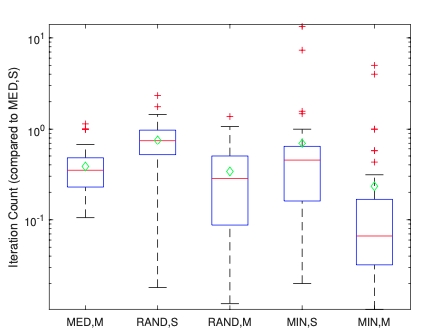 10^1
10^0
10^-1
Iteration Count (compared to MED,S)
MED,M RAND,S RAND,M MIN,S MIN,M